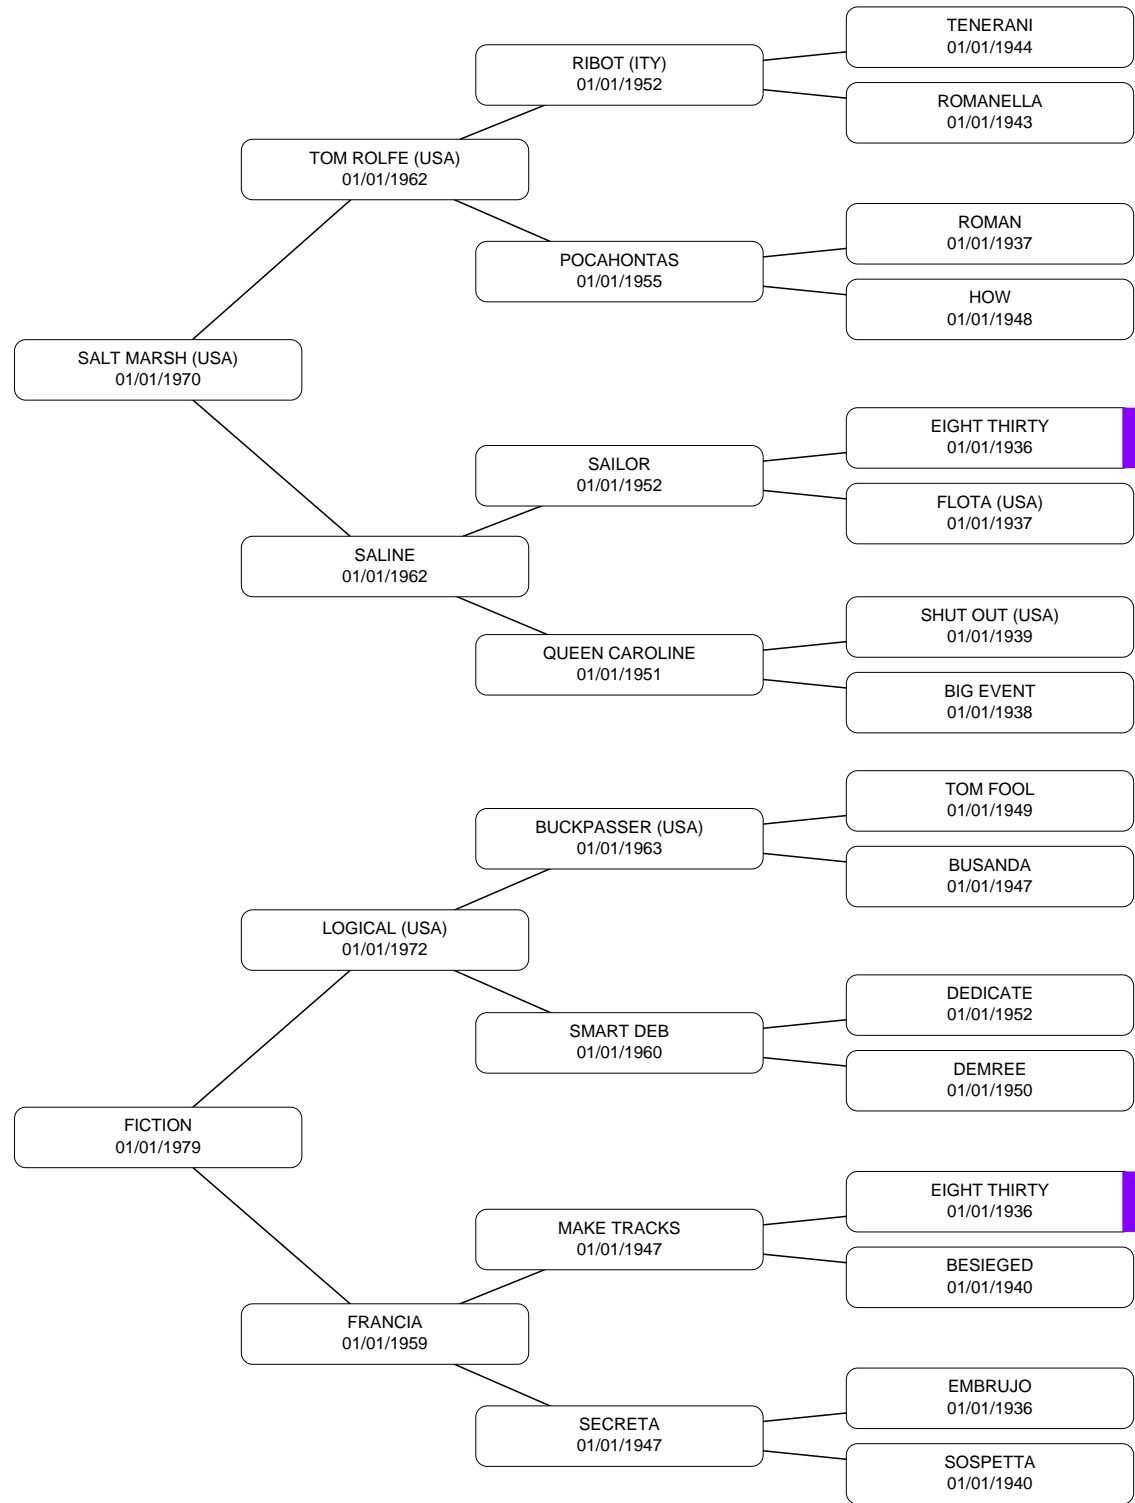 TENERANI
01/01/1944
RIBOT (ITY)
01/01/1952
ROMANELLA
01/01/1943
TOM ROLFE (USA)
01/01/1962
ROMAN
01/01/1937
POCAHONTAS
01/01/1955
HOW
01/01/1948
SALT MARSH (USA)
01/01/1970
EIGHT THIRTY
01/01/1936
SAILOR
01/01/1952
FLOTA (USA)
01/01/1937
SALINE
01/01/1962
SHUT OUT (USA)
01/01/1939
QUEEN CAROLINE
01/01/1951
BIG EVENT
01/01/1938
TOM FOOL
01/01/1949
BUCKPASSER (USA)
01/01/1963
BUSANDA
01/01/1947
LOGICAL (USA)
01/01/1972
DEDICATE
01/01/1952
SMART DEB
01/01/1960
DEMREE
01/01/1950
FICTION
01/01/1979
EIGHT THIRTY
01/01/1936
MAKE TRACKS
01/01/1947
BESIEGED
01/01/1940
FRANCIA
01/01/1959
EMBRUJO
01/01/1936
SECRETA
01/01/1947
SOSPETTA
01/01/1940